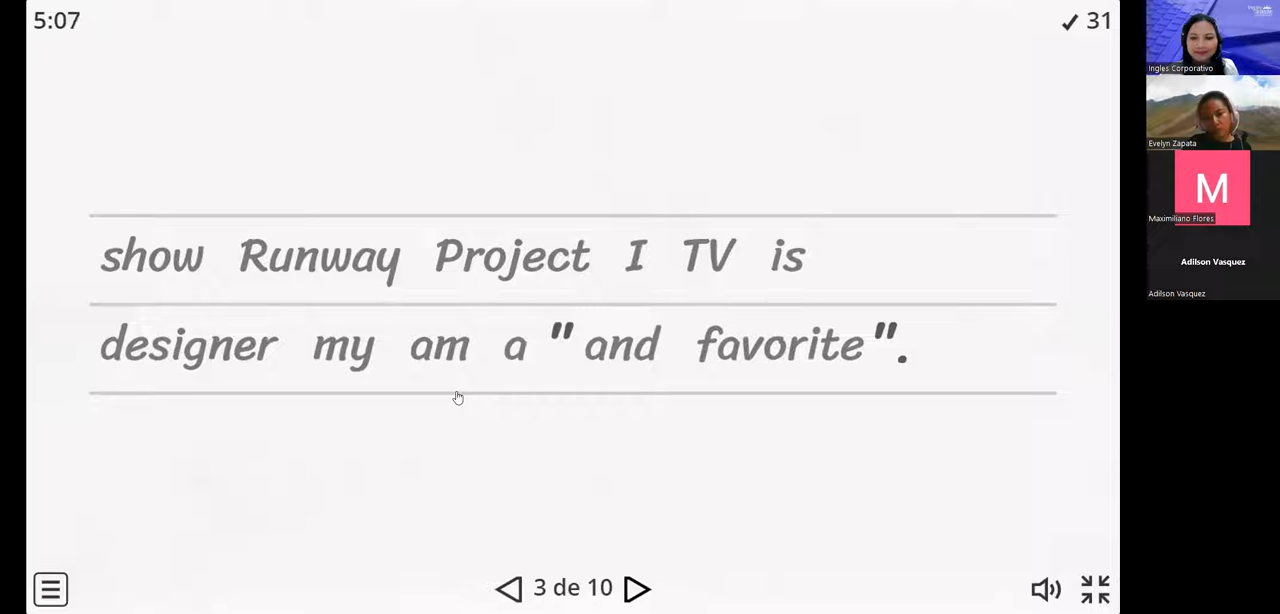 5:07
✓ 31
show Runway Project I TV is
designer my am a " and favorite ".
3 de 10
Ingles Corporativo
Evelyn Zapata
M
Maximiliano Flores
Adilson Vasquez
Adilson Vasquez